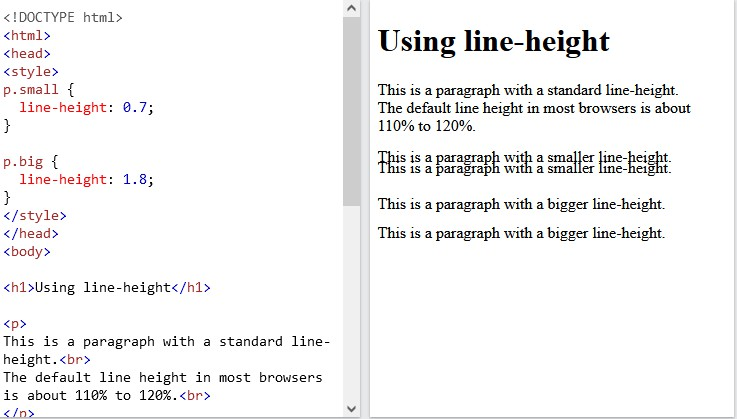 <!DOCTYPE html>
<html>
<head>
<style>
p.small {
  line-height: 0.7;
}

p.big {
  line-height: 1.8;
}
</style>
</head>
<body>

<h1>Using line-height</h1>

<p>
This is a paragraph with a standard line-
height.<br>
The default line height in most browsers
is about 110% to 120%.<br>
</p>

Using line-height
This is a paragraph with a standard line-height.
The default line height in most browsers is about
110% to 120%.
This is a paragraph with a smaller line-height.
This is a paragraph with a smaller line-height.
This is a paragraph with a bigger line-height.
This is a paragraph with a bigger line-height.